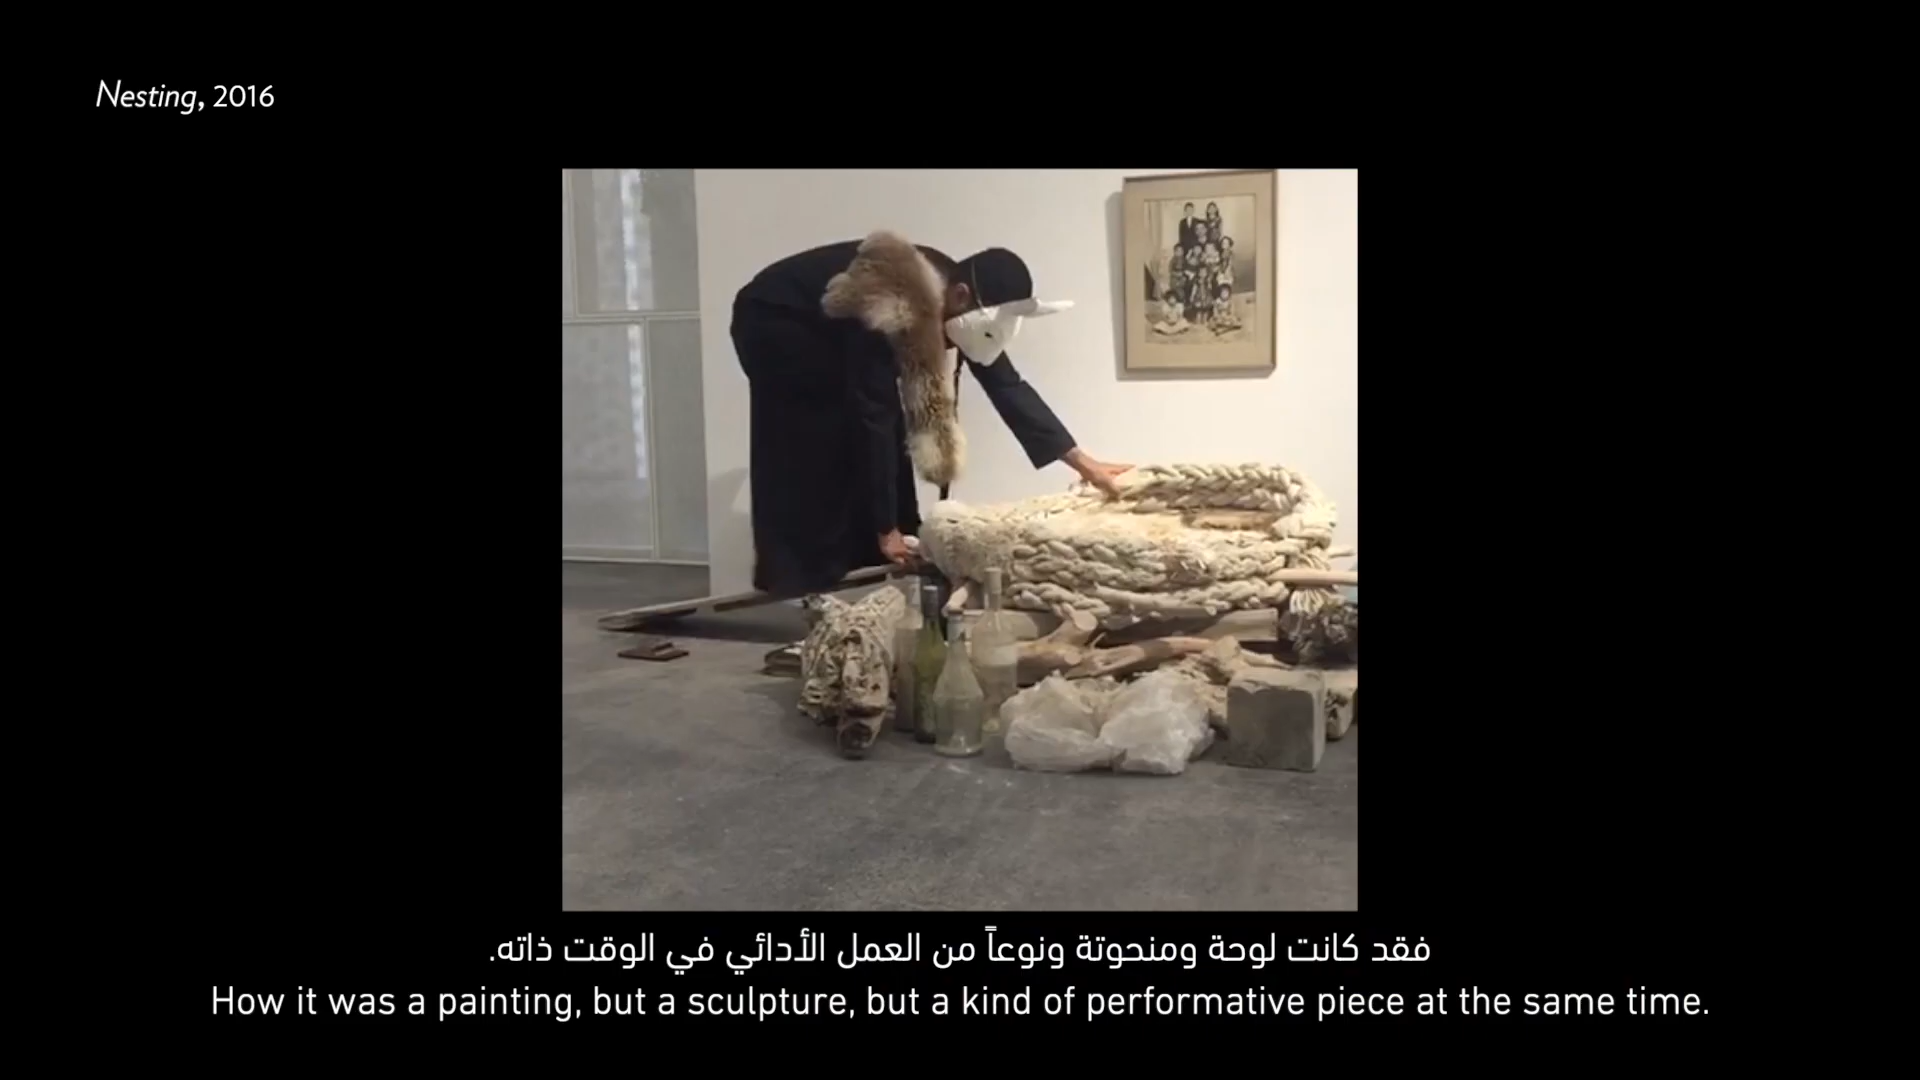 Nesting, 2016
فقد كانت لوحة ومنحوتة ونوعاً من العمل الأدائي في الوقت ذاته.
How it was a painting, but a sculpture, but a kind of performative piece at the same time.